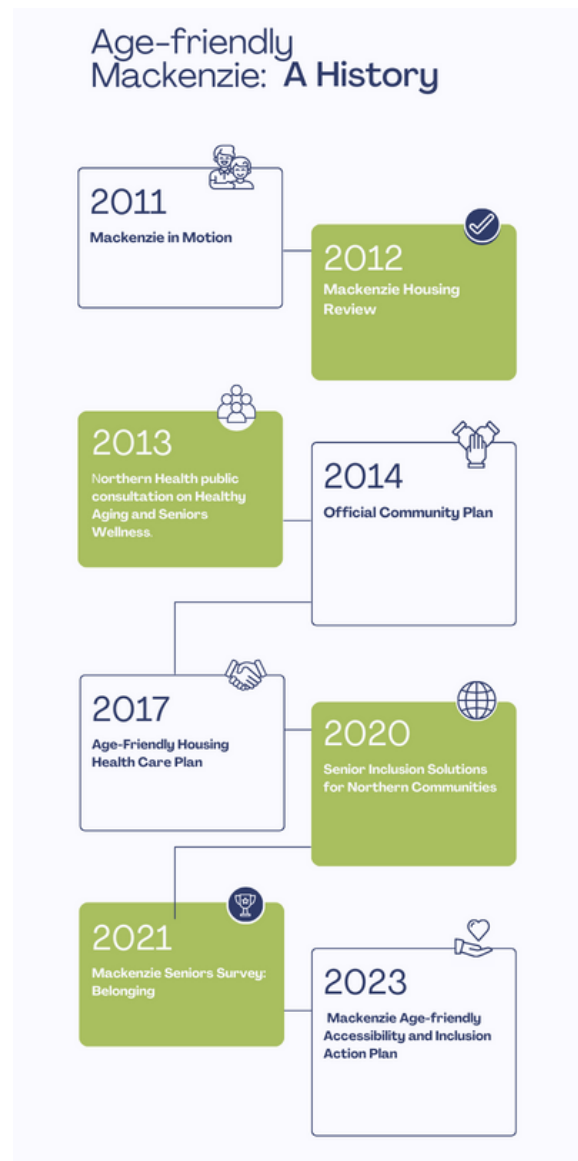 Age-friendly
Mackenzie: A History
2011
Mackenzie in Motion
2012
Mackenzie Housing
Review
2013
Northern Health public
consultation on Healthy
Aging and Seniors
Wellness.
2014
Official Community Plan
2017
Age-Friendly Housing
Health Care Plan
2020
Senior Inclusion Solutions
for Northern Communities
2021
Mackenzie Seniors Survey:
Belonging
2023
Mackenzie Age-friendly
Accessibility and Inclusion
Action Plan